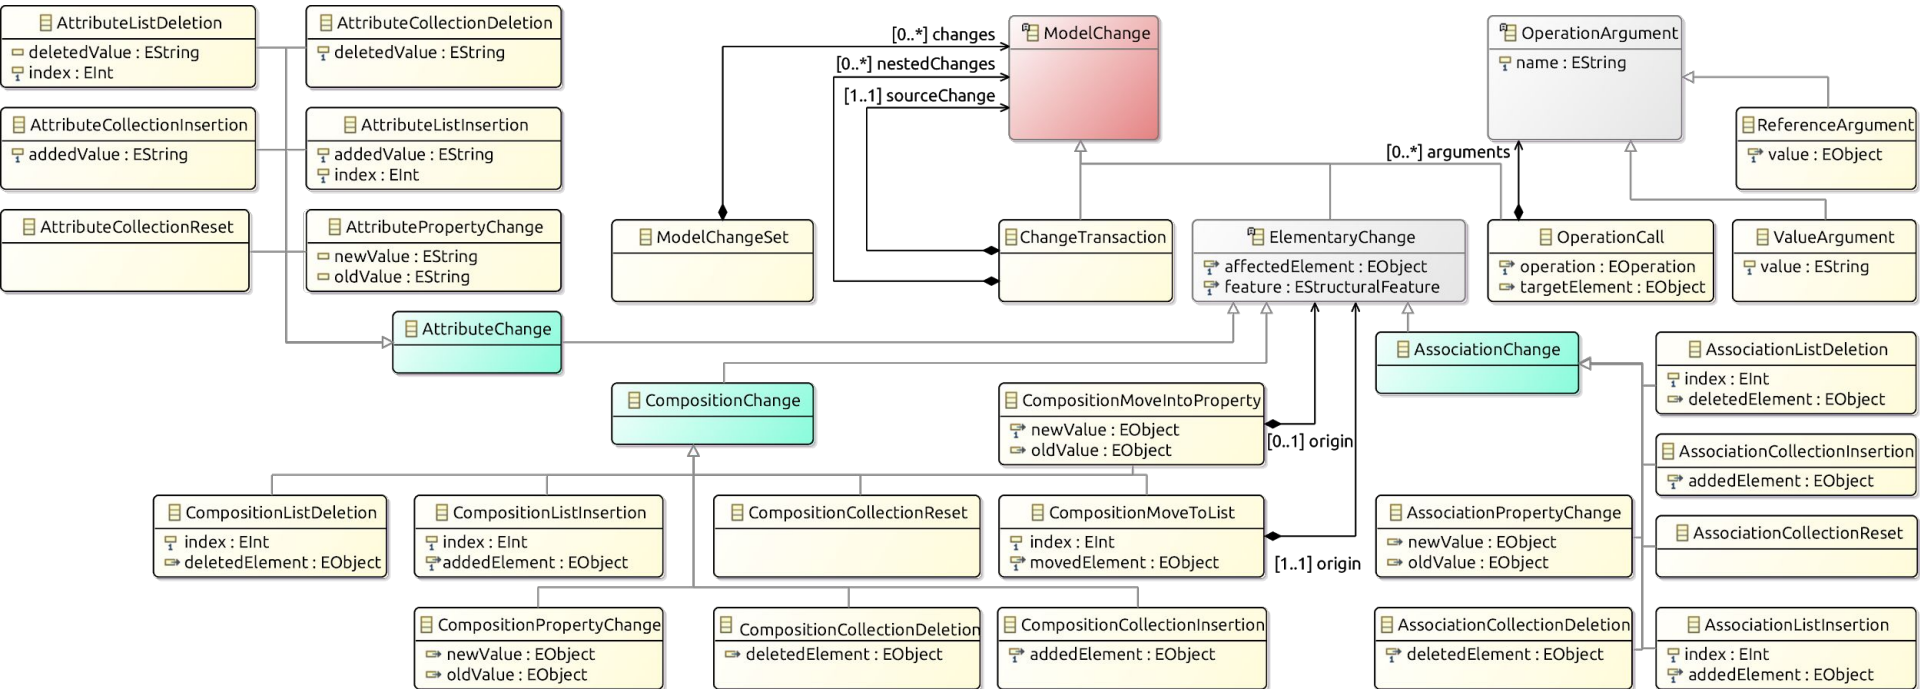 AttributeListDeletion
deletedValue : EString
index : EInt
AttributeCollectionDeletion
deletedValue : EString
AttributeCollectionInsertion
addedValue : EString
AttributeListInsertion
addedValue : EString
index : EInt
AttributeCollectionReset
AttributePropertyChange
newValue : EString
oldValue : EString
AttributeChange
[0..*] changes
[0..*] nestedChanges
[1..1] sourceChange
ModelChange
OperationArgument
name : EString
ReferenceArgument
value : EObject
[0..*] arguments
ModelChangeSet
ChangeTransaction
ElementaryChange
affectedElement : EObject
feature : EStructuralFeature
OperationCall
operation : EOperation
targetElement : EObject
ValueArgument
value : EString
CompositionChange
CompositionMoveIntoProperty
newValue : EObject
oldValue : EObject
[0..1] origin
AssociationChange
AssociationListDeletion
index : EInt
deletedElement : EObject
AssociationCollectionInsertion
addedElement : EObject
CompositionListDeletion
index : EInt
deletedElement : EObject
CompositionListInsertion
index : EInt
addedElement : EObject
CompositionCollectionReset
CompositionMoveToList
index : EInt
movedElement : EObject
[1..1] origin
AssociationPropertyChange
newValue : EObject
oldValue : EObject
AssociationCollectionReset
CompositionPropertyChange
newValue : EObject
oldValue : EObject
CompositionCollectionDeletion
deletedElement : EObject
CompositionCollectionInsertion
addedElement : EObject
AssociationCollectionDeletion
deletedElement : EObject
AssociationListInsertion
index : EInt
addedElement : EObject